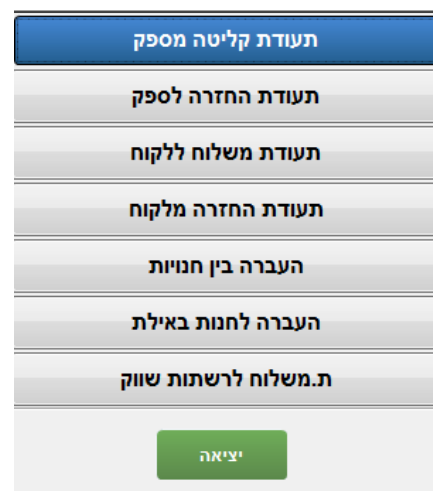 תעודת קליטה מספק
תעודת החזרה לספק
תעודת משלוח ללקוח
תעודת החזרה מלקוח
העברה בין חנויות
העברה לחנות באילת
ת.משלוח לרשתות שווק
יציאה